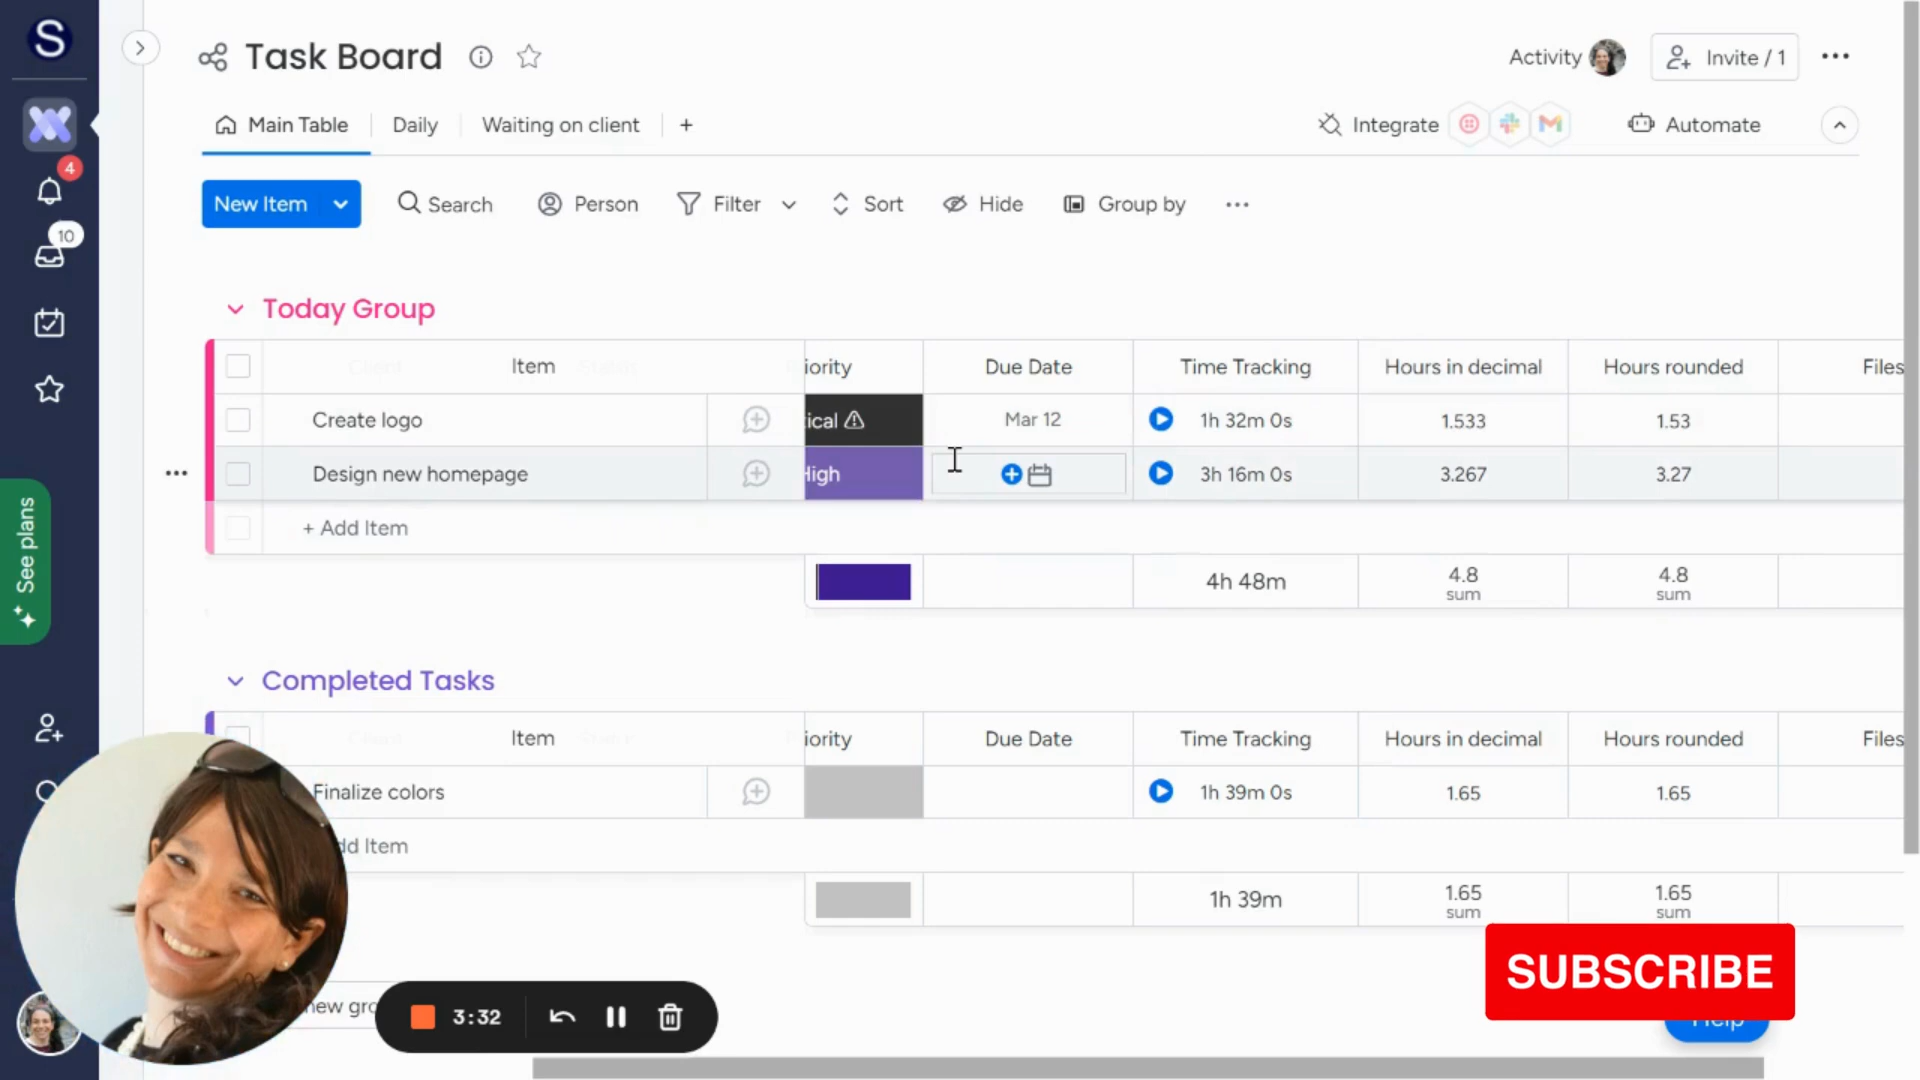 S
Task Board
Activity
Invite / 1
Main Table
Daily
Waiting on client
+
Integrate
Automate
4
10
New Item
Search
Person
Filter
Sort
Hide
Group by
See plans
Today Group
Item
iority
Due Date
Time Tracking
Hours in decimal
Hours rounded
Files
Create logo
ical
Mar 12
1h 32m 0s
1.533
1.53
Design new homepage
High
3h 16m 0s
3.267
3.27
+ Add Item
4h 48m
4.8
sum
4.8
sum
Completed Tasks
Item
iority
Due Date
Time Tracking
Hours in decimal
Hours rounded
Files
Finalize colors
1h 39m 0s
1.65
1.65
dd Item
1h 39m
1.65
sum
1.65
sum
new gro
3:32
SUBSCRIBE
Help